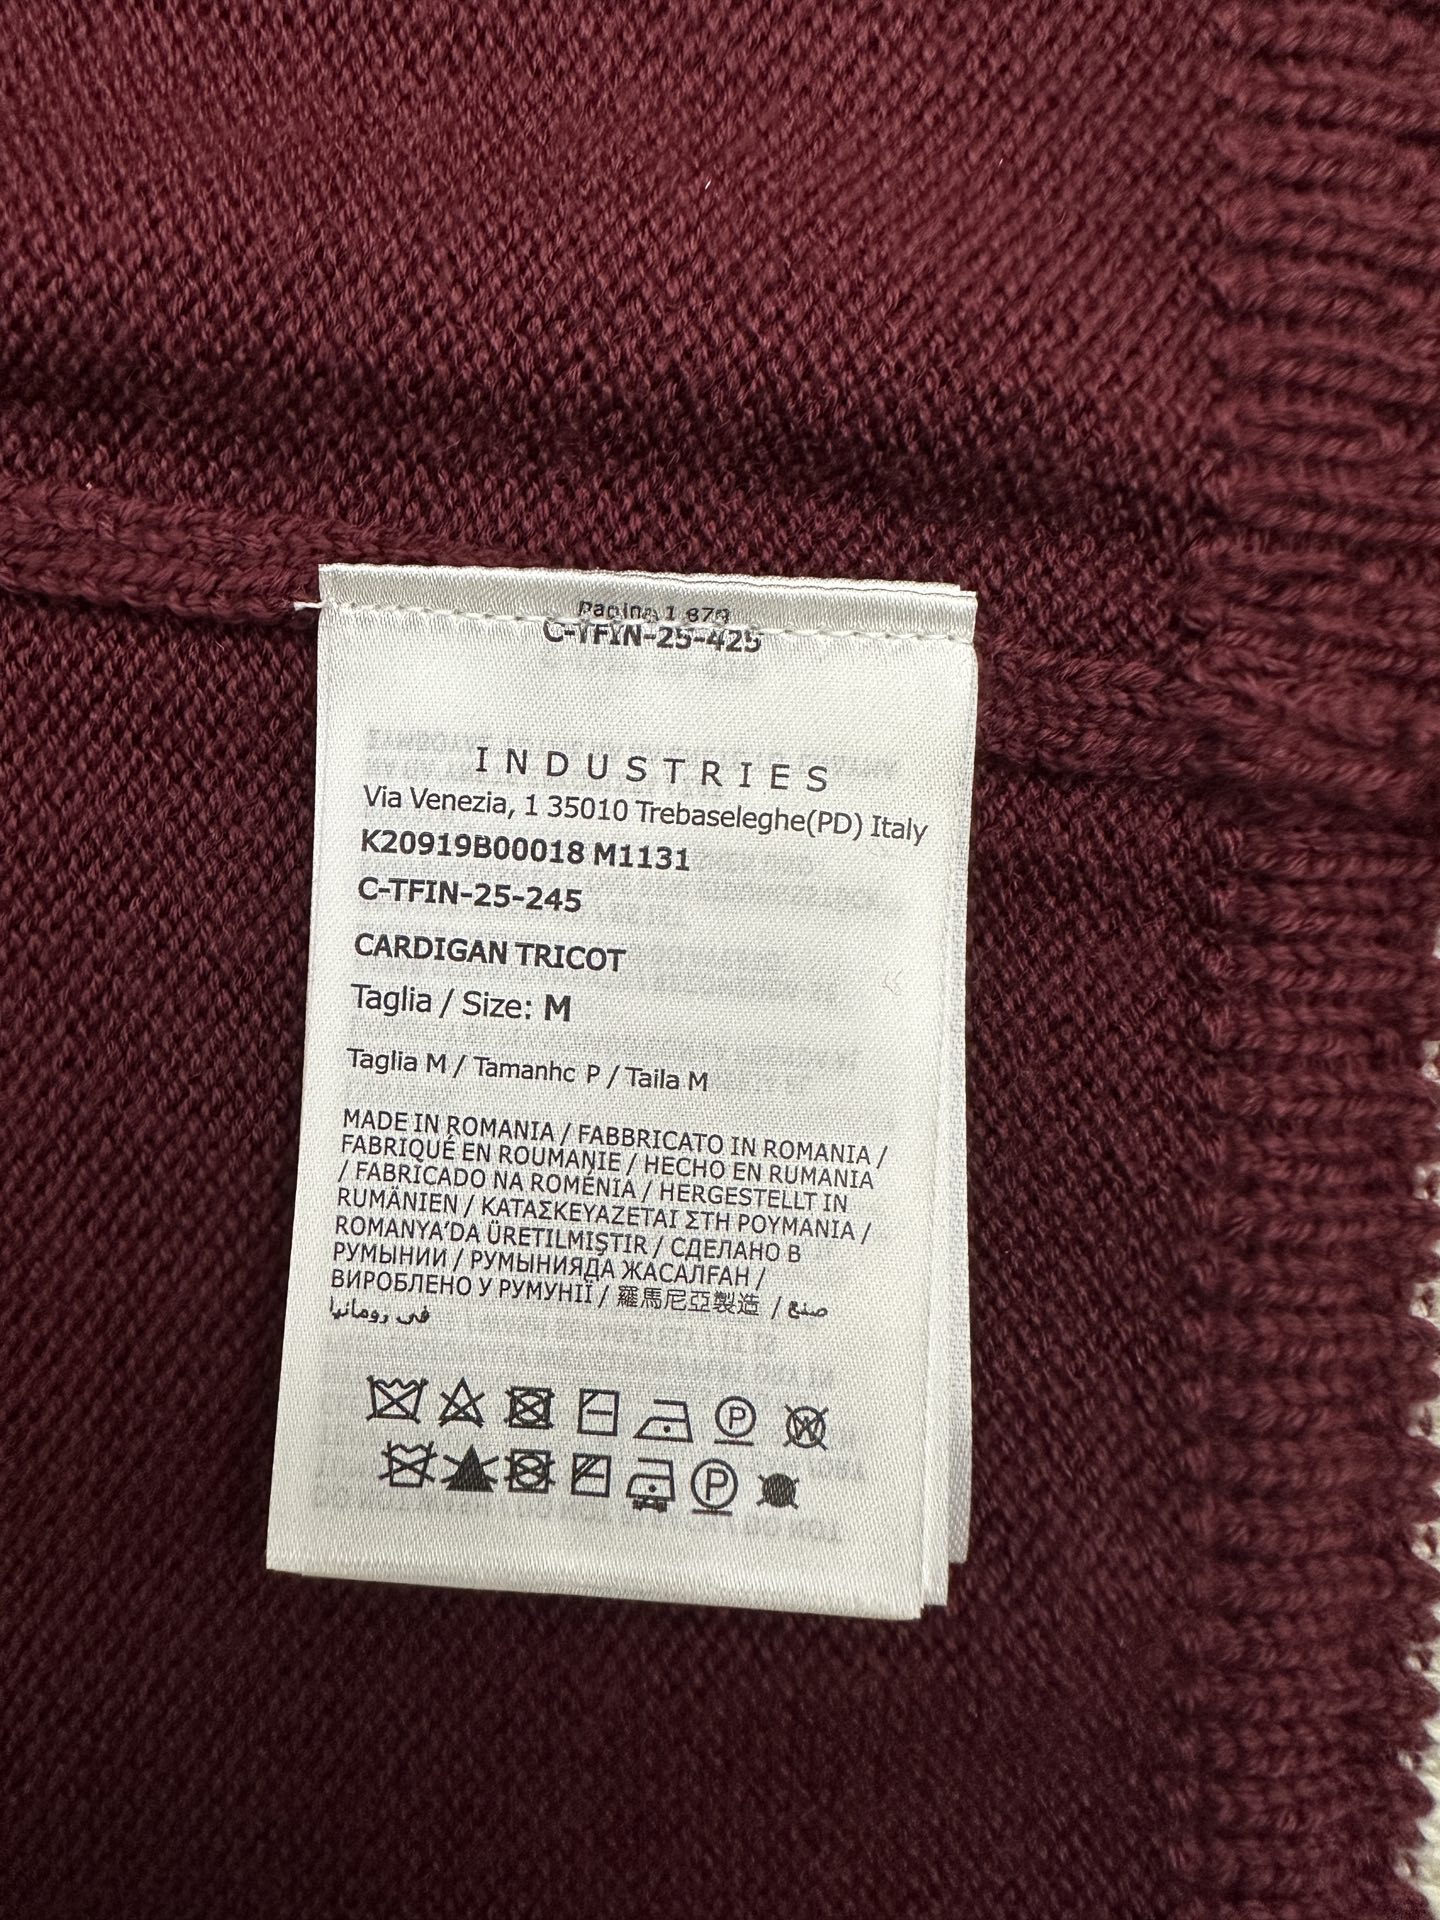 Pagina 1 879
C-TFIN-25-425
INDUSTRIES
Via Venezia, 1 35010 Trebaseleghe(PD) Italy
K20919B00018 M1131
C-TFIN-25-245
CARDIGAN TRICOT
Taglia / Size: M
Taglia M / Tamanhc P / Taila M
MADE IN ROMANIA / FABBRICATO IN ROMANIA /
FABRIQUÉ EN ROUMANIE / HECHO EN RUMANIA
/ FABRICADO NA ROMÉNIA / HERGESTELLT IN
RUMÄNIEN / ΚΑΤΑΣΚΕΥΑΖΕΤΑΙ ΣΤΗ ΡΟΥΜΑΝΙΑ /
ROMANYA'DA ÜRETILMIŞTIR / СДЕЛАНО В
РУМЫНИИ / РУМЫНИЯДА ЖАСАЛҒАН /
ВИРОБЛЕНО У РУМУНІЇ / 羅馬尼亞製造 / صنع
في رومانيا
P
W
P